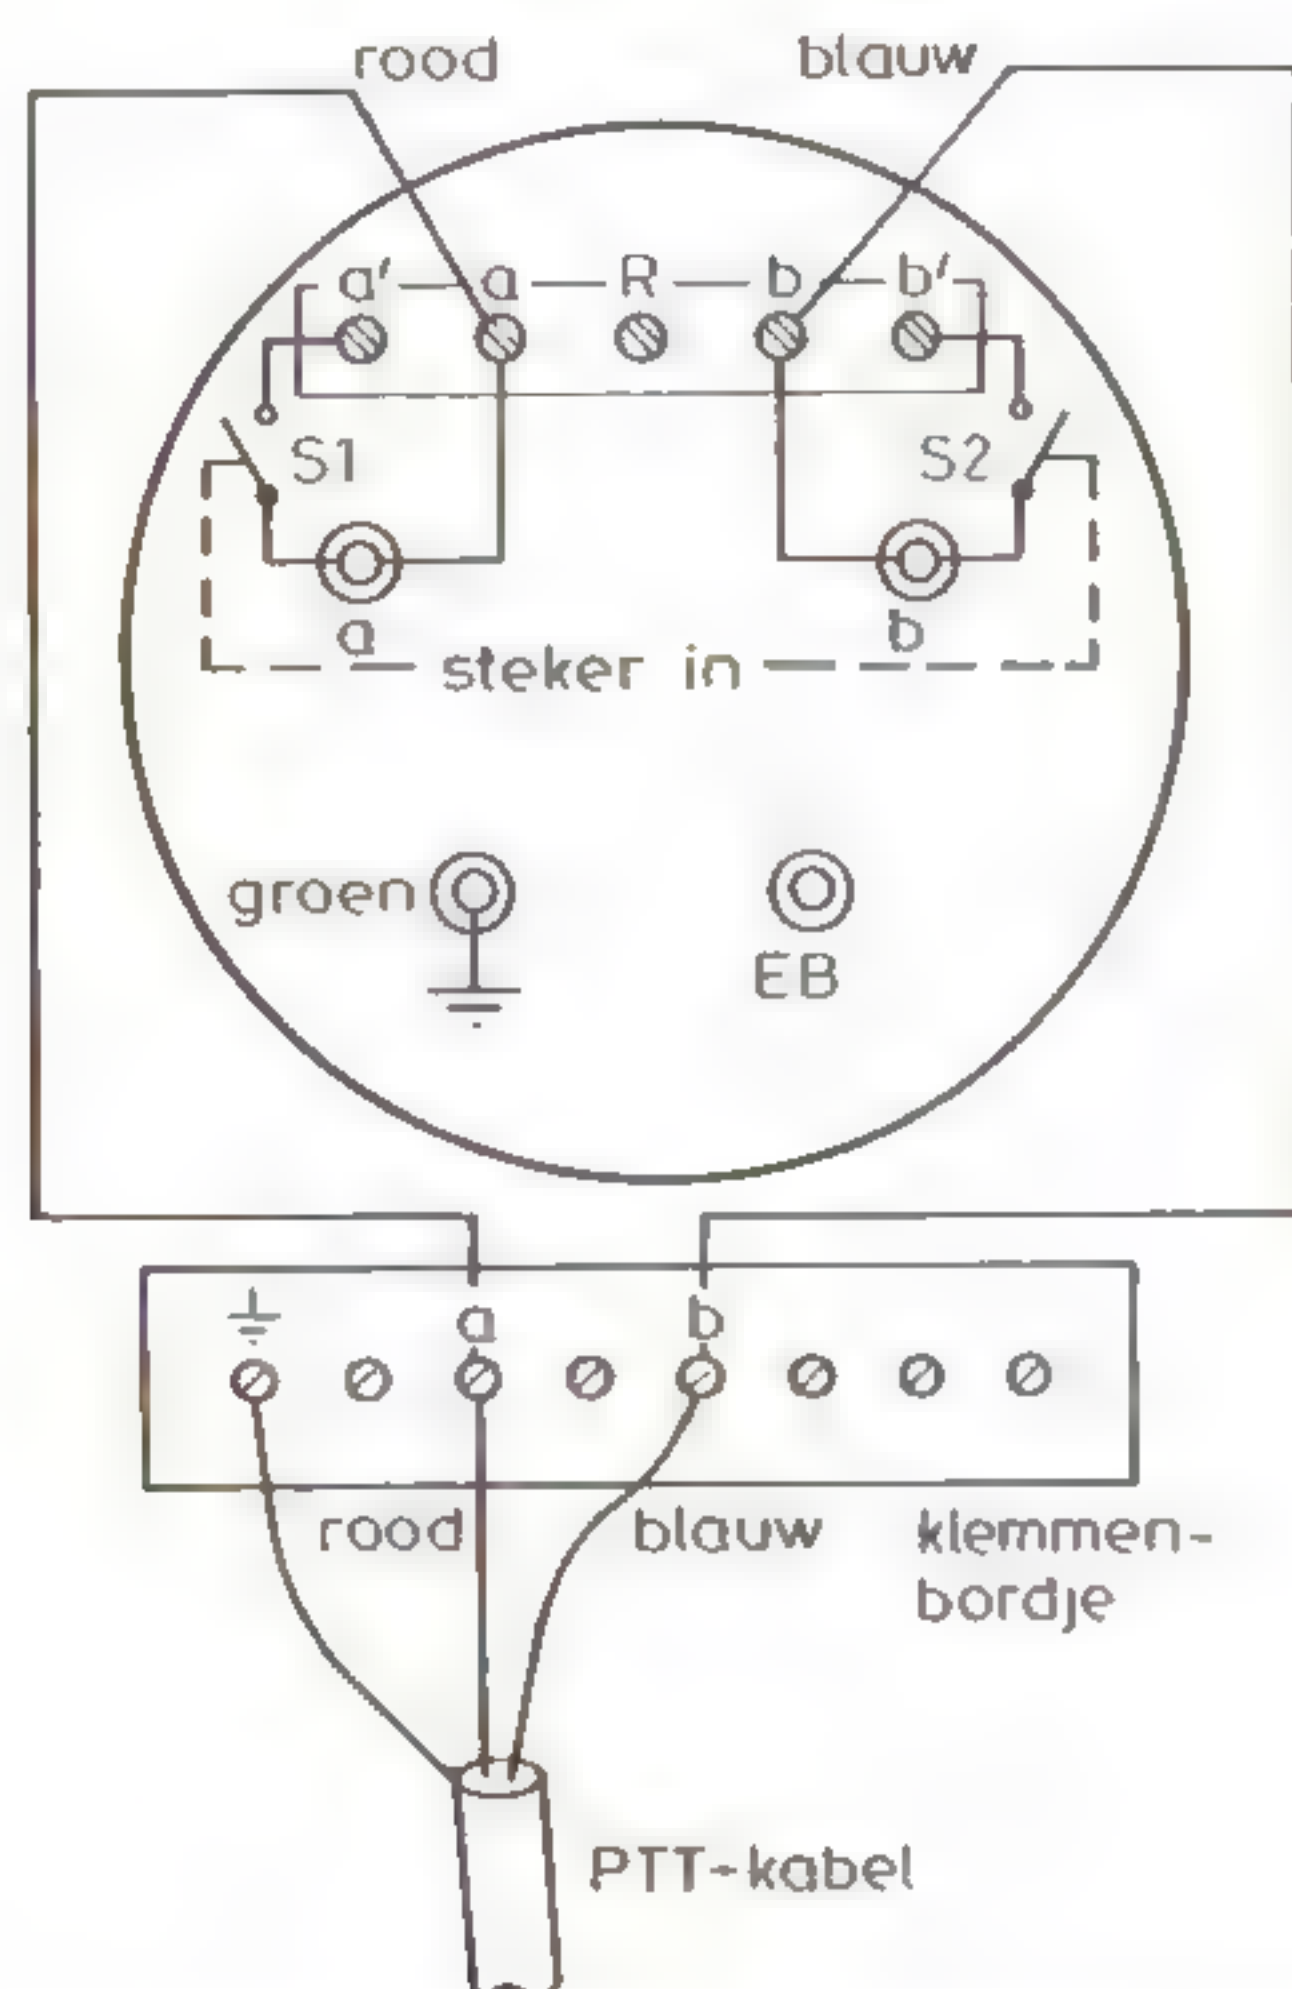 rood
blauw
a' a R b b'
S1
S2
a
b
steker in
groen
EB
a
b
rood
blauw
klemmen-
bordje
PTT-kabel